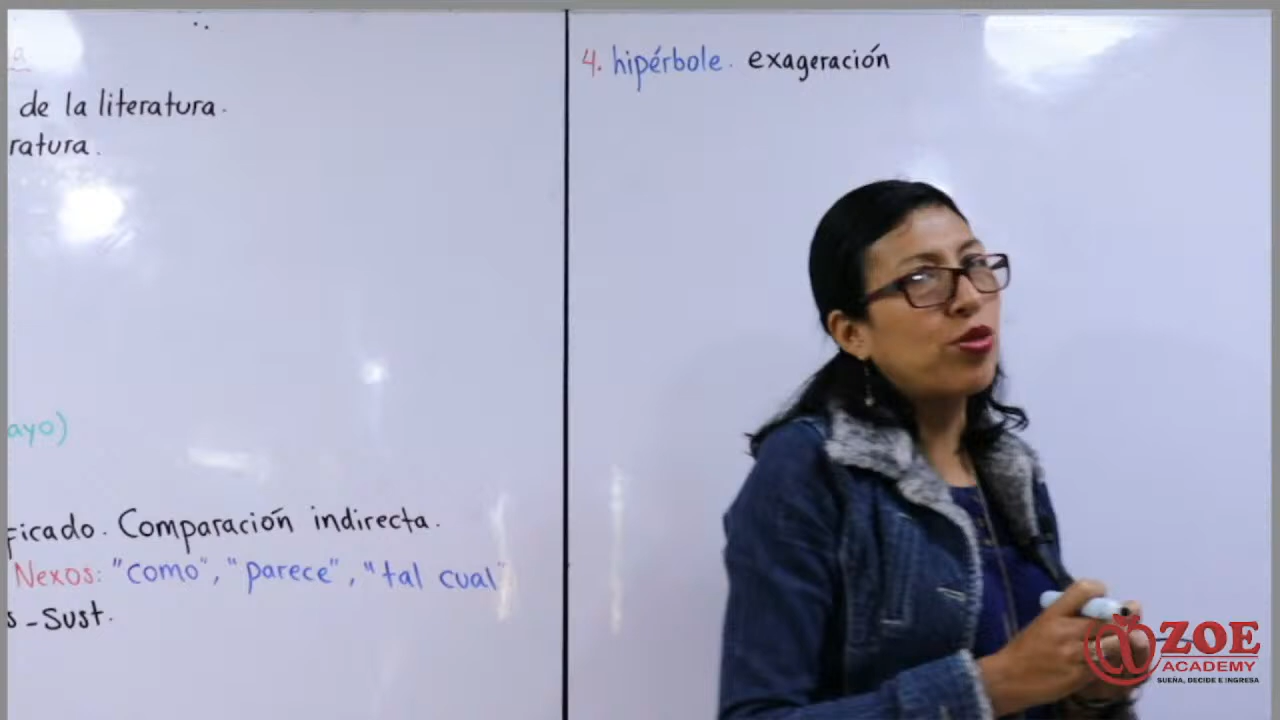 de la literatura.
ratura.
ayo)
ficado. Comparación indirecta.
Nexos: "como", "parece", "tal cual"
s - Sust.
4. hipérbole. exageración
ZOE
ACADEMY
SUEÑA, DECIDE E INGRESA